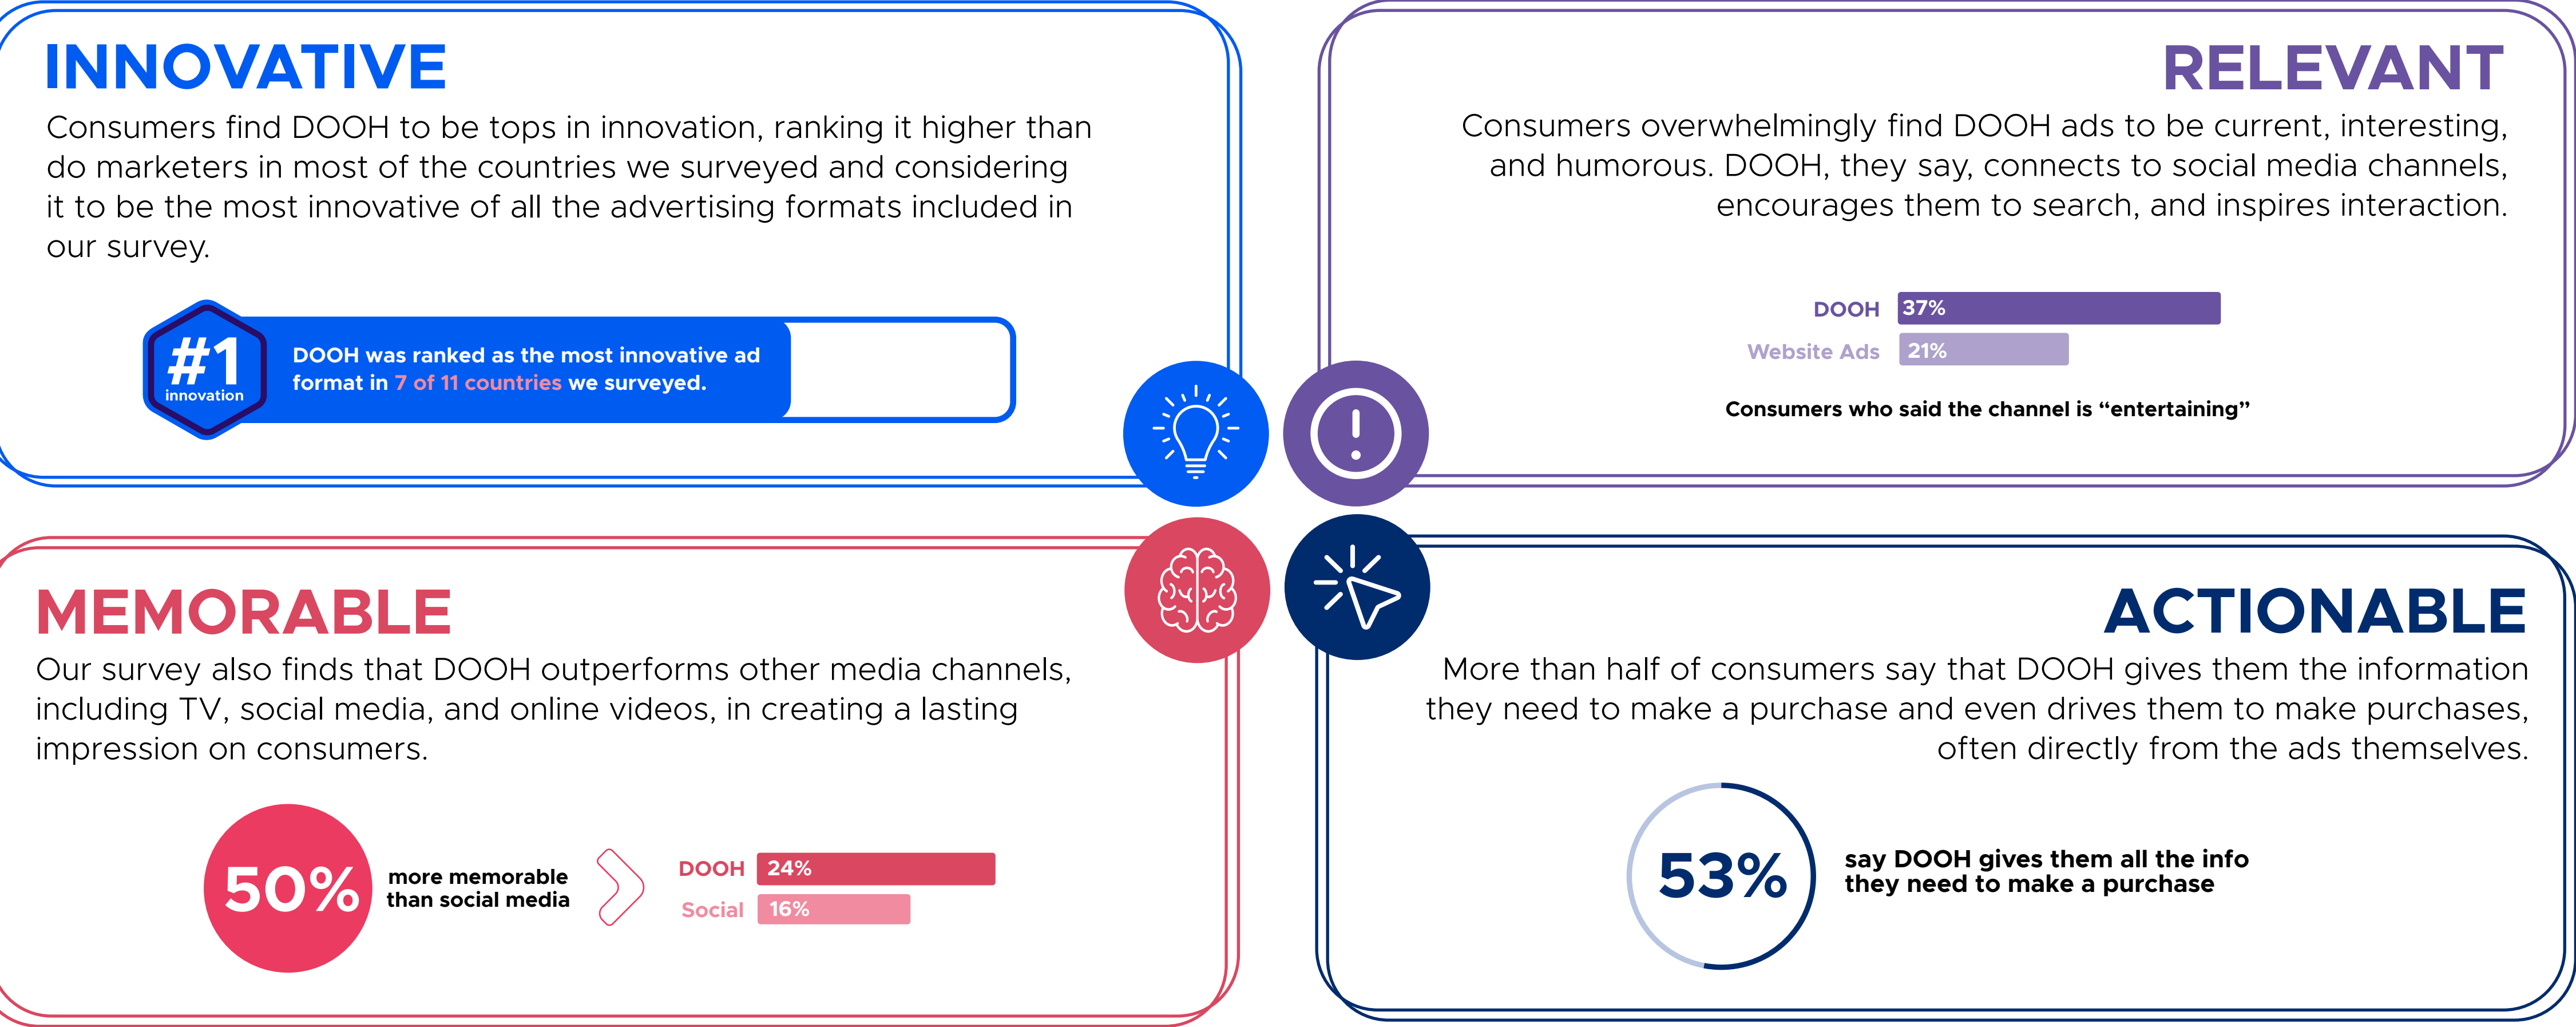 INNOVATIVE
Consumers find DOOH to be tops in innovation, ranking it higher than
do marketers in most of the countries we surveyed and considering
it to be the most innovative of all the advertising formats included in
our survey.
#1
innovation
DOOH was ranked as the most innovative ad
format in 7 of 11 countries we surveyed.
RELEVANT
Consumers overwhelmingly find DOOH ads to be current, interesting,
and humorous. DOOH, they say, connects to social media channels,
encourages them to search, and inspires interaction.
DOOH 37%
Website Ads 21%
Consumers who said the channel is “entertaining”
MEMORABLE
Our survey also finds that DOOH outperforms other media channels,
including TV, social media, and online videos, in creating a lasting
impression on consumers.
50%
more memorable
than social media
DOOH 24%
Social 16%
ACTIONABLE
More than half of consumers say that DOOH gives them the information
they need to make a purchase and even drives them to make purchases,
often directly from the ads themselves.
53%
say DOOH gives them all the info
they need to make a purchase